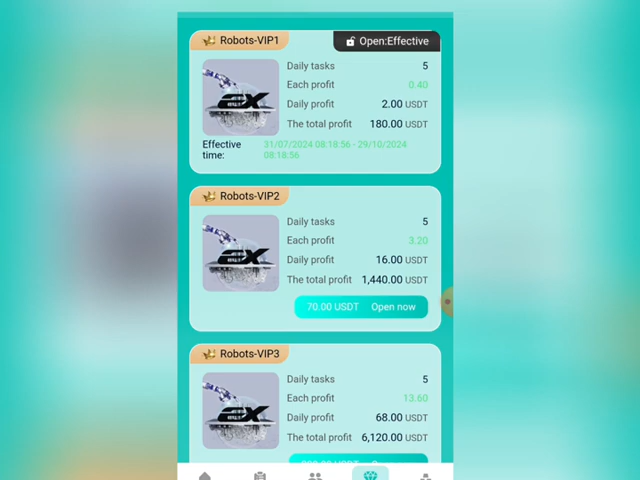 Robots-VIP1
Open:Effective
Daily tasks 5
Each profit 0.40
Daily profit 2.00 USDT
The total profit 180.00 USDT
Effective time: 31/07/2024 08:18:56 - 29/10/2024 08:18:56
Robots-VIP2
Daily tasks 5
Each profit 3.20
Daily profit 16.00 USDT
The total profit 1,440.00 USDT
70.00 USDT Open now
Robots-VIP3
Daily tasks 5
Each profit 13.60
Daily profit 68.00 USDT
The total profit 6,120.00 USDT